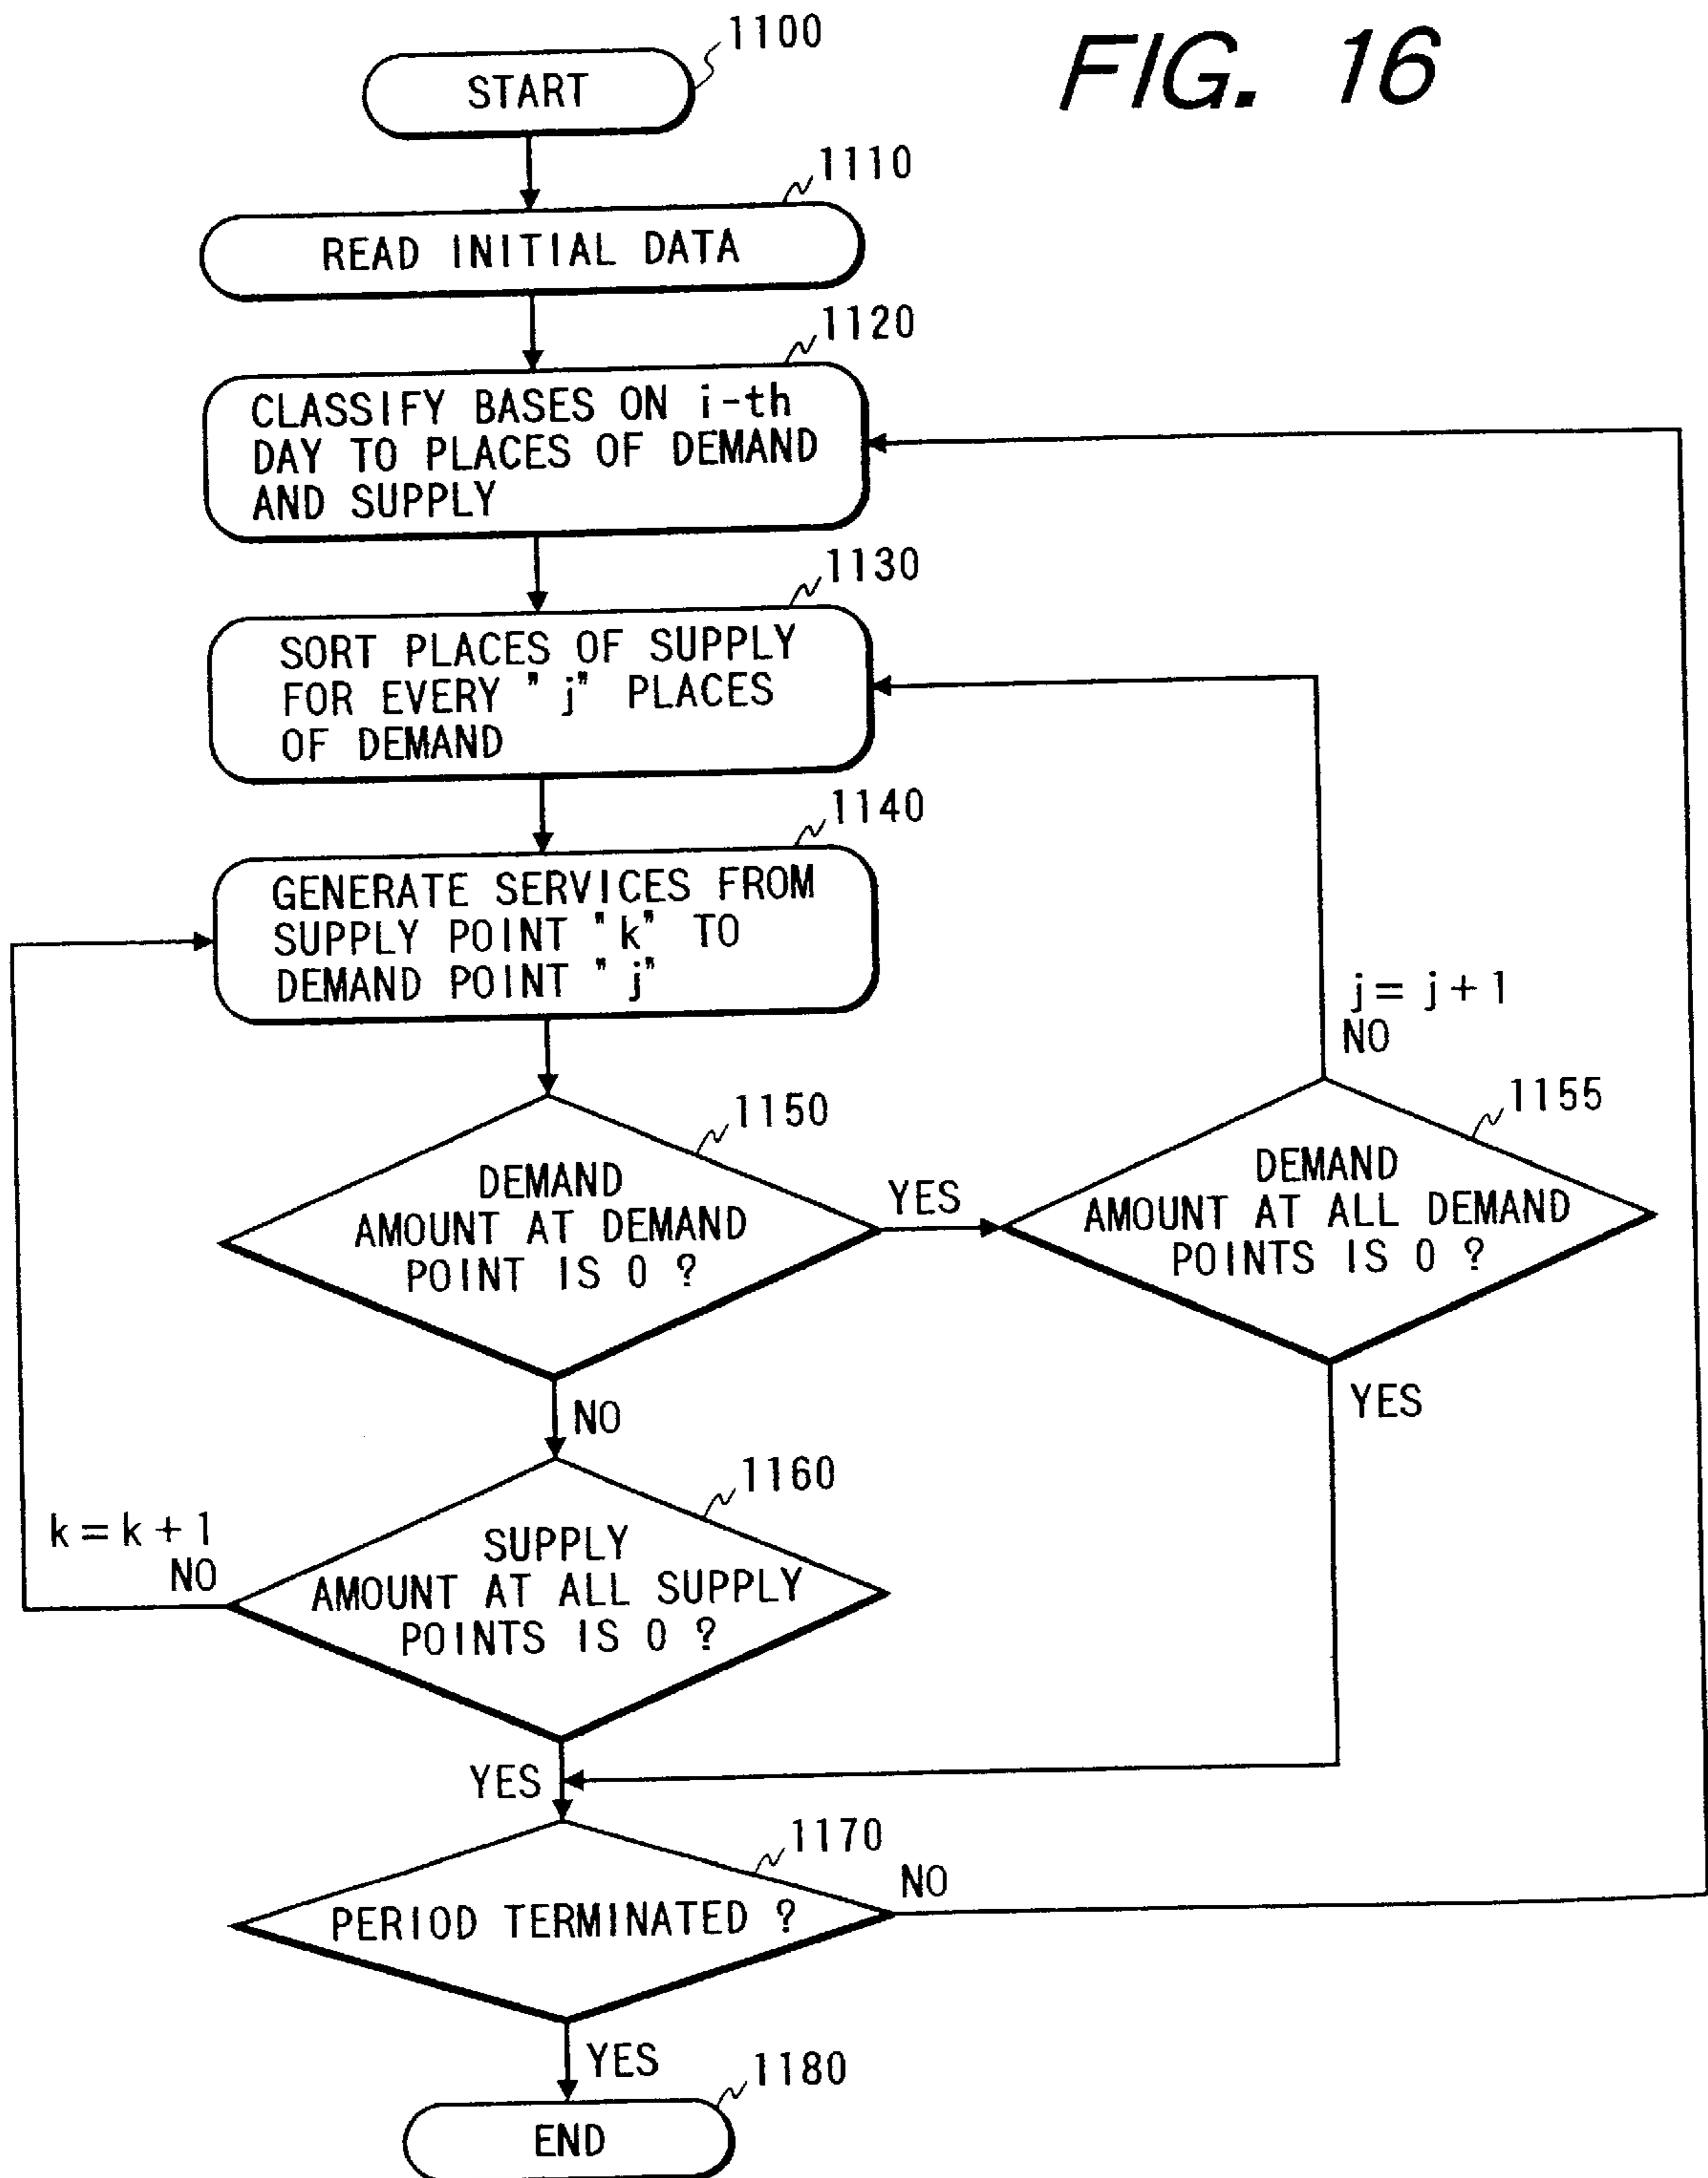 FIG. 16
1100
START
1110
READ INITIAL DATA
1120
CLASSIFY BASES ON i-th
DAY TO PLACES OF DEMAND
AND SUPPLY
1130
SORT PLACES OF SUPPLY
FOR EVERY "j" PLACES
OF DEMAND
1140
GENERATE SERVICES FROM
SUPPLY POINT "k" TO
DEMAND POINT "j"
j = j + 1
NO
1150
DEMAND
AMOUNT AT DEMAND
POINT IS 0 ?
YES
1155
DEMAND
AMOUNT AT ALL DEMAND
POINTS IS 0 ?
YES
NO
1160
k = k + 1
NO
SUPPLY
AMOUNT AT ALL SUPPLY
POINTS IS 0 ?
YES
1170
NO
PERIOD TERMINATED ?
YES
1180
END